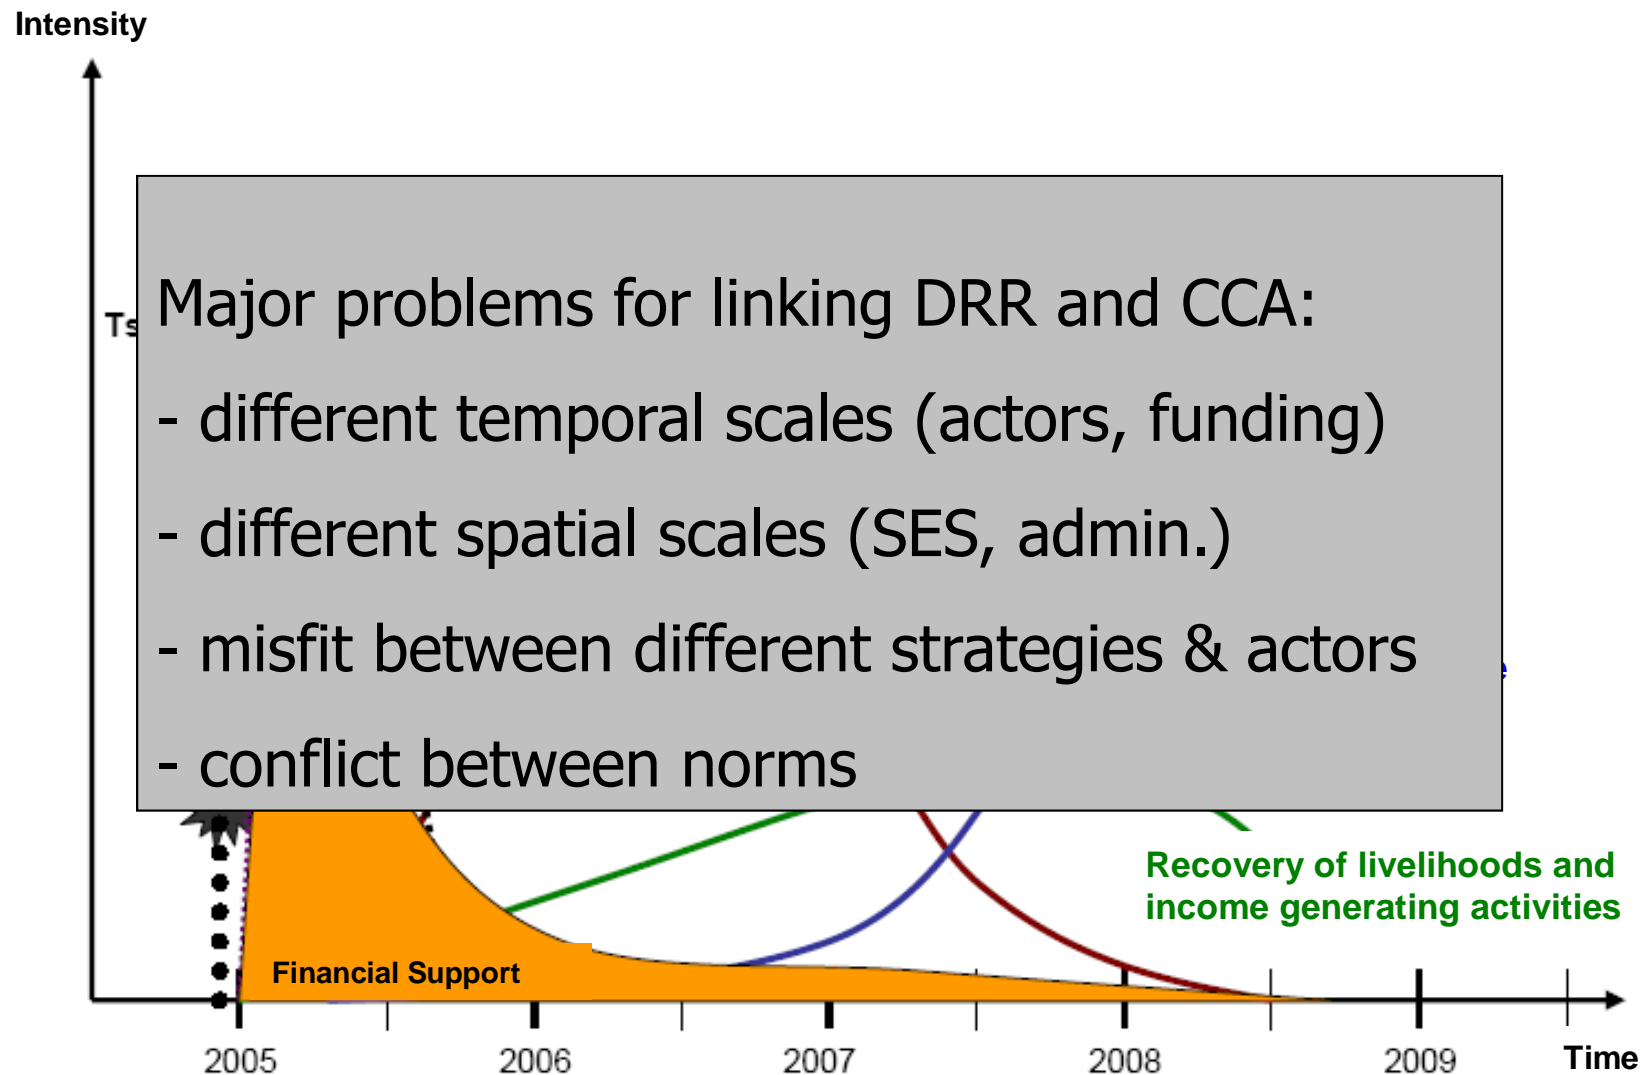 Intensity
Major problems for linking DRR and CCA:
- different temporal scales (actors, funding)
- different spatial scales (SES, admin.)
- misfit between different strategies & actors
- conflict between norms
Recovery of livelihoods and
income generating activities
Financial Support
2005 2006 2007 2008 2009 Time